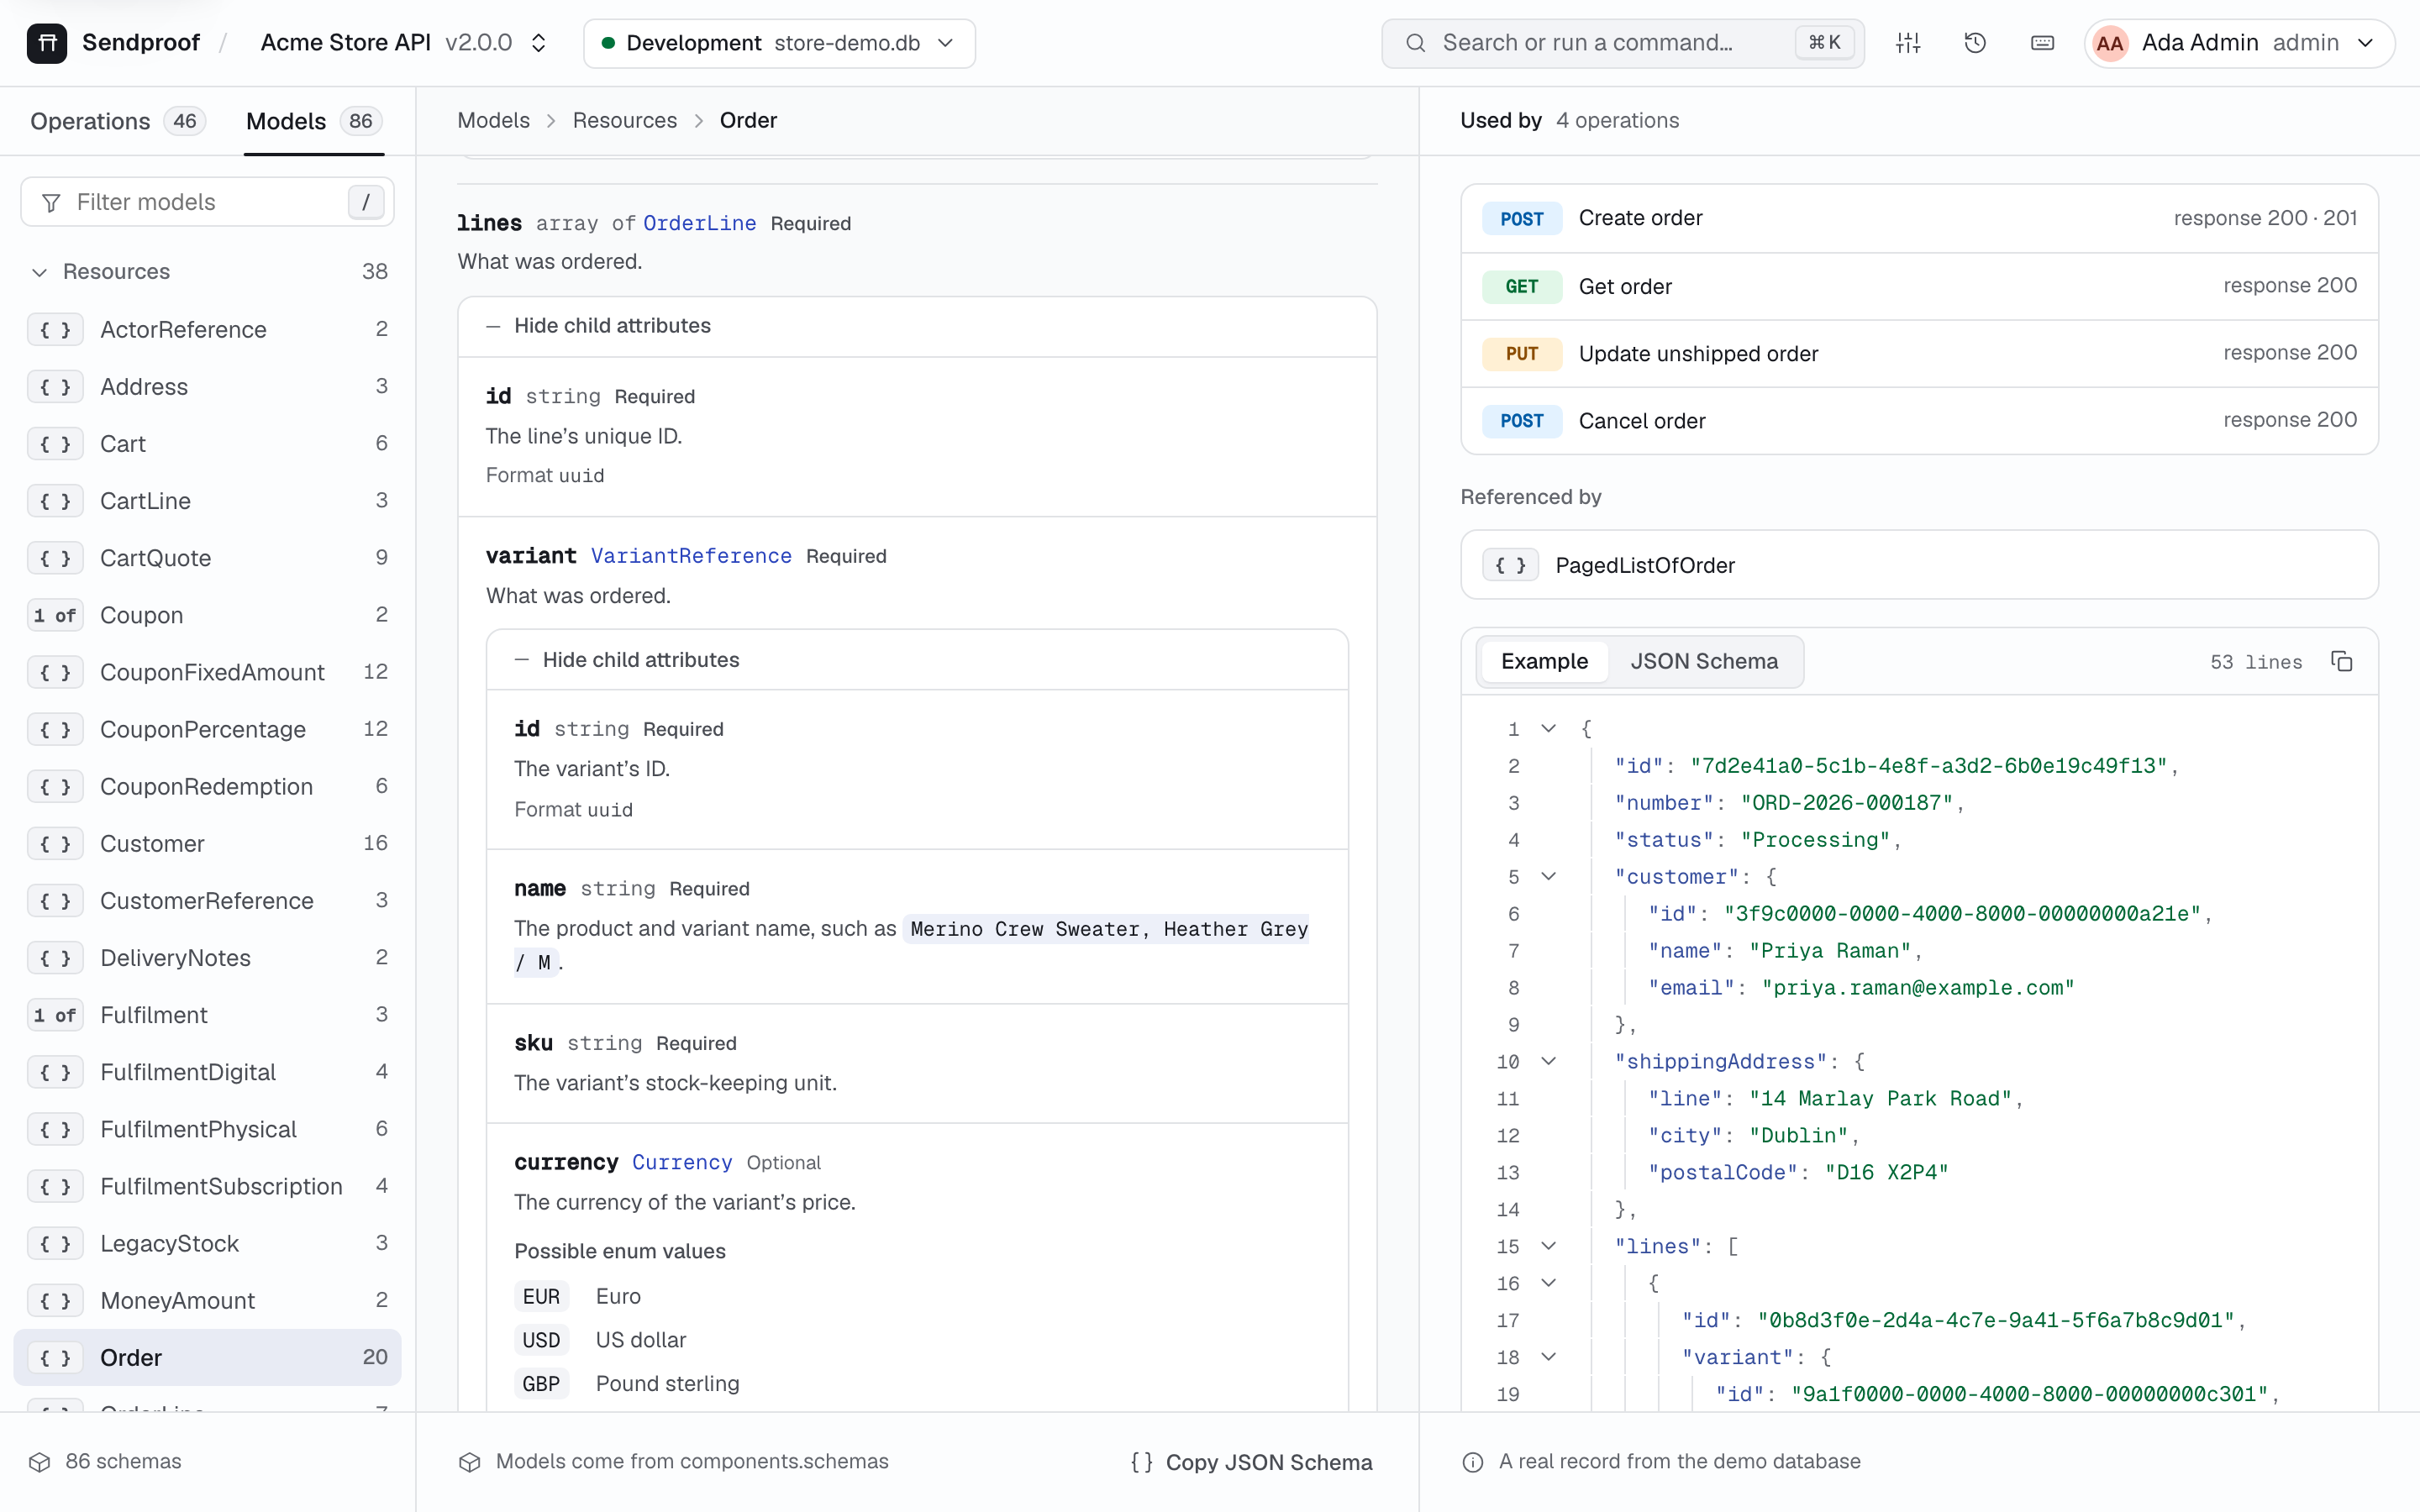 Sendproof / Acme Store API v2.0.0
Development store-demo.db
Search or run a command... ⌘ K
AA Ada Admin admin
Operations 46 Models 86
Filter models /
Resources 38
{ } ActorReference 2
{ } Address 3
{ } Cart 6
{ } CartLine 3
{ } CartQuote 9
1 of Coupon 2
{ } CouponFixedAmount 12
{ } CouponPercentage 12
{ } CouponRedemption 6
{ } Customer 16
{ } CustomerReference 3
{ } DeliveryNotes 2
1 of Fulfilment 3
{ } FulfilmentDigital 4
{ } FulfilmentPhysical 6
{ } FulfilmentSubscription 4
{ } LegacyStock 3
{ } MoneyAmount 2
{ } Order 20
86 schemas
Models > Resources > Order
lines array of OrderLine Required
What was ordered.
— Hide child attributes
id string Required
The line’s unique ID.
Format uuid
variant VariantReference Required
What was ordered.
— Hide child attributes
id string Required
The variant’s ID.
Format uuid
name string Required
The product and variant name, such as Merino Crew Sweater, Heather Grey
/ M.
sku string Required
The variant’s stock-keeping unit.
currency Currency Optional
The currency of the variant’s price.
Possible enum values
EUR Euro
USD US dollar
GBP Pound sterling
Models come from components.schemas
{ } Copy JSON Schema
Used by 4 operations
POST Create order response 200 · 201
GET Get order response 200
PUT Update unshipped order response 200
POST Cancel order response 200
Referenced by
{ } PagedListOfOrder
Example JSON Schema 53 lines
1 {
2 "id": "7d2e41a0-5c1b-4e8f-a3d2-6b0e19c49f13",
3 "number": "ORD-2026-000187",
4 "status": "Processing",
5 "customer": {
6 "id": "3f9c0000-0000-4000-8000-00000000a21e",
7 "name": "Priya Raman",
8 "email": "priya.raman@example.com"
9 },
10 "shippingAddress": {
11 "line": "14 Marlay Park Road",
12 "city": "Dublin",
13 "postalCode": "D16 X2P4"
14 },
15 "lines": [
16 {
17 "id": "0b8d3f0e-2d4a-4c7e-9a41-5f6a7b8c9d01",
18 "variant": {
19 "id": "9a1f0000-0000-4000-8000-00000000c301",
A real record from the demo database